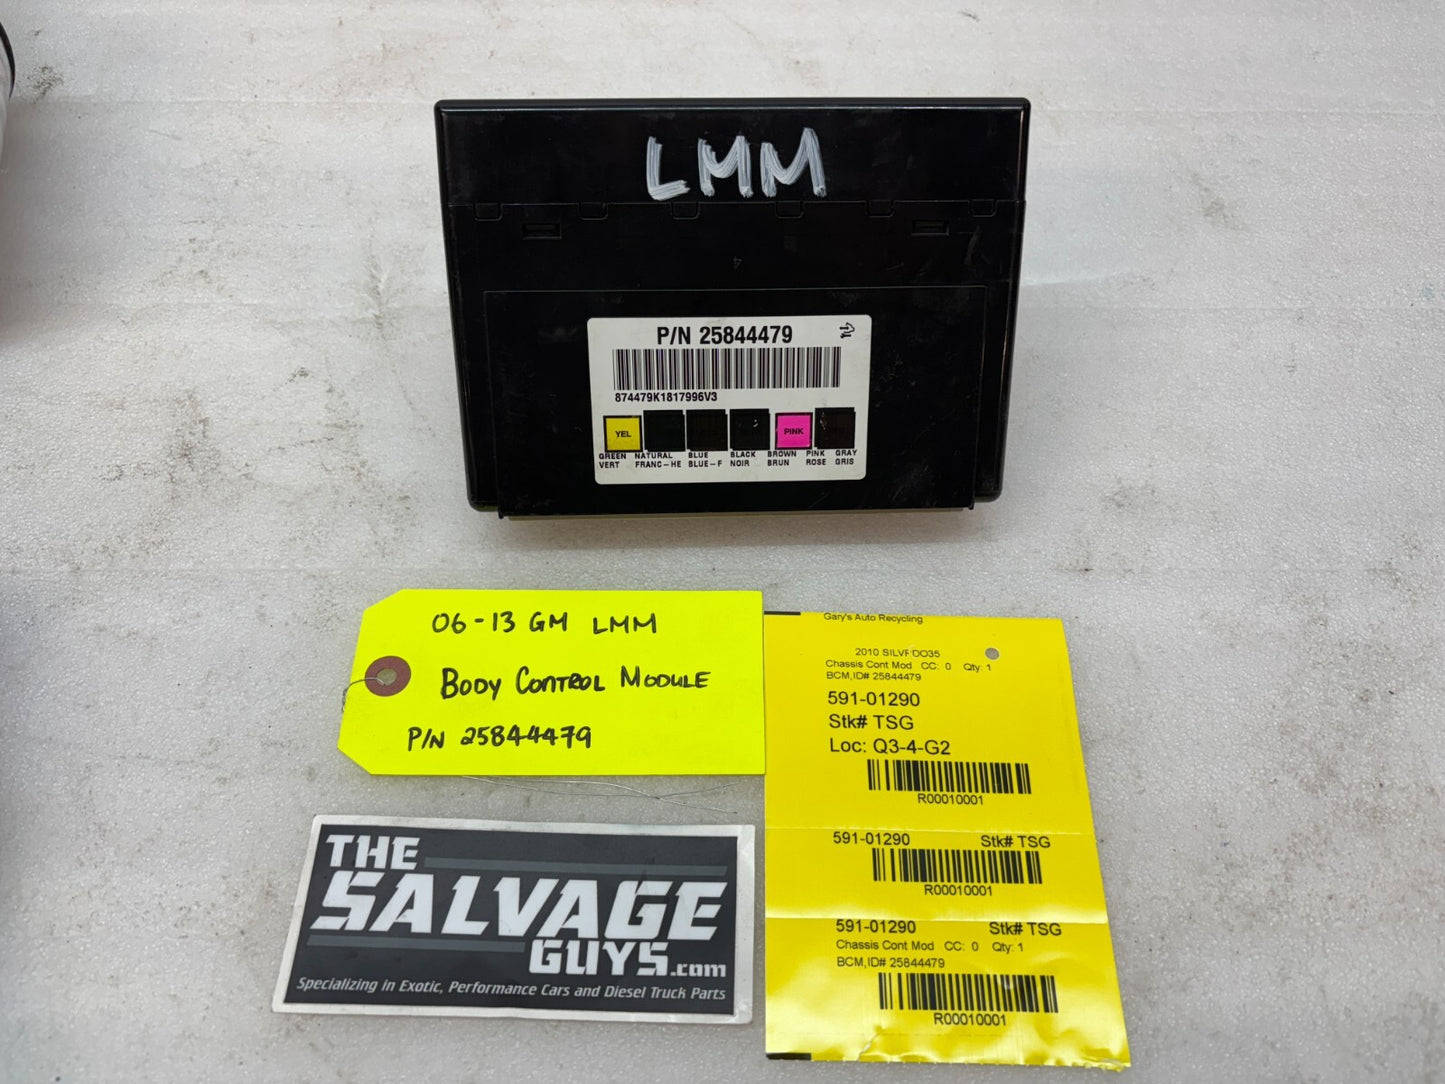 LMM
P/N 25844479
874479K1817996V3
YEL PINK
GREEN NATURAL BLUE BLACK BROWN PINK GRAY
VERT FRANC-HE BLUE-F NOIR BRUN ROSE GRIS
06-13 GM LMM
BODY CONTROL MODULE
P/N 25844479
Gary's Auto Recycling
2010
Chassis Cont Mod CC: 0 Qty: 1
BCM,ID# 25844479
591-01290
Stk# TSG
Loc: Q3-4-G2
R00010001
591-01290 Stk# TSG
R00010001
591-01290 Stk# TSG
Chassis Cont Mod CC: 0 Qty: 1
BCM,ID# 25844479
R00010001
THE
SALVAGE
GUYS.com
Specializing in Exotic, Performance Cars and Diesel Truck Parts